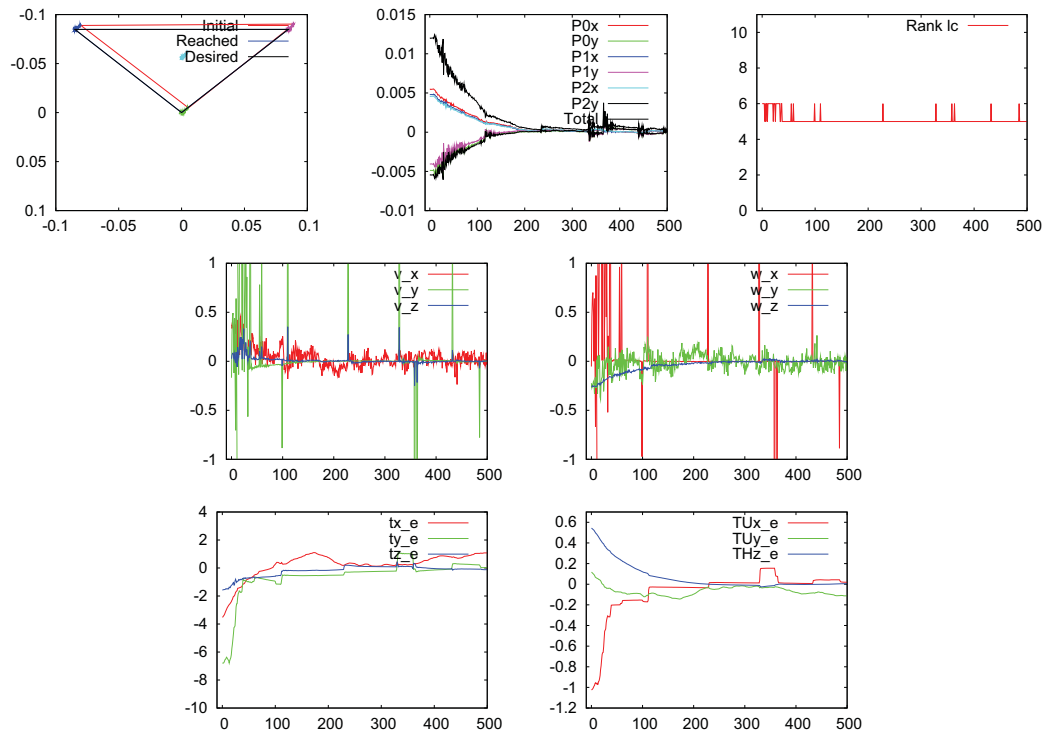 -0.1
-0.05
0
0.05
0.1
-0.1 -0.05 0 0.05 0.1
Initial
Reached
Desired
0.015
0.01
0.005
0
-0.005
-0.01
0 100 200 300 400 500
P0x
P0y
P1x
P1y
P2x
P2y
Total
10
8
6
4
2
0
0 100 200 300 400 500
Rank lc
1
0.5
0
-0.5
-1
0 100 200 300 400 500
v_x
v_y
v_z
1
0.5
0
-0.5
-1
0 100 200 300 400 500
w_x
w_y
w_z
4
2
0
-2
-4
-6
-8
-10
0 100 200 300 400 500
tx_e
ty_e
tz_e
0.6
0.4
0.2
0
-0.2
-0.4
-0.6
-0.8
-1
-1.2
0 100 200 300 400 500
TUx_e
TUy_e
THz_e